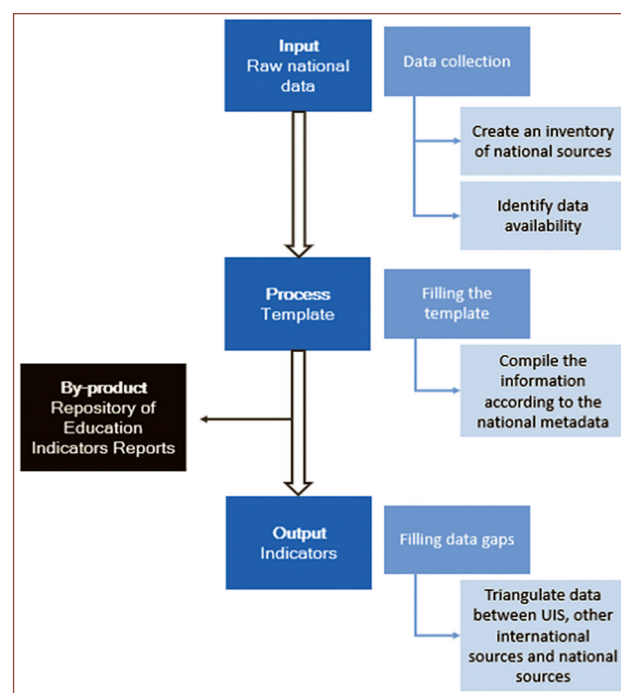 Input
Raw national
data
Data collection
Create an inventory
of national sources
Identify data
availability
Process
Template
Filling the
template
Compile the
information
according to the
national metadata
By-product
Repository of
Education
Indicators Reports
Output
Indicators
Filling data gaps
Triangulate data
between UIS, other
international
sources and national
sources